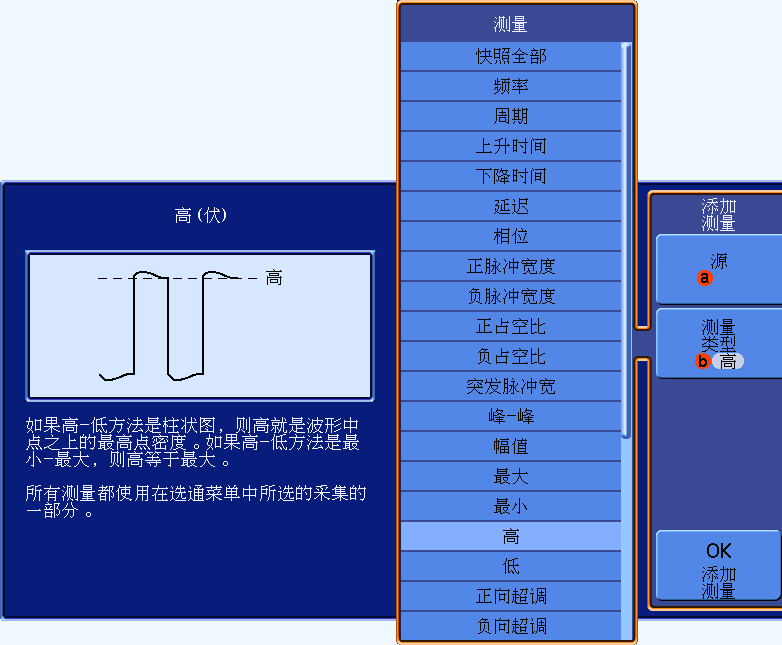 测量
快照全部
频率
周期
上升时间
下降时间
延迟
相位
正脉冲宽度
负脉冲宽度
正占空比
负占空比
突发脉冲宽
峰-峰
幅值
最大
最小
高
低
正向超调
负向超调
高 (伏)
高
如果高-低方法是柱状图，则高就是波形中
点之上的最高点密度。如果高-低方法是最
小-最大，则高等于最大。
所有测量都使用在选通菜单中所选的采集的
一部分。
添加
测量
源
a
测量
类型
b 高
OK
添加
测量